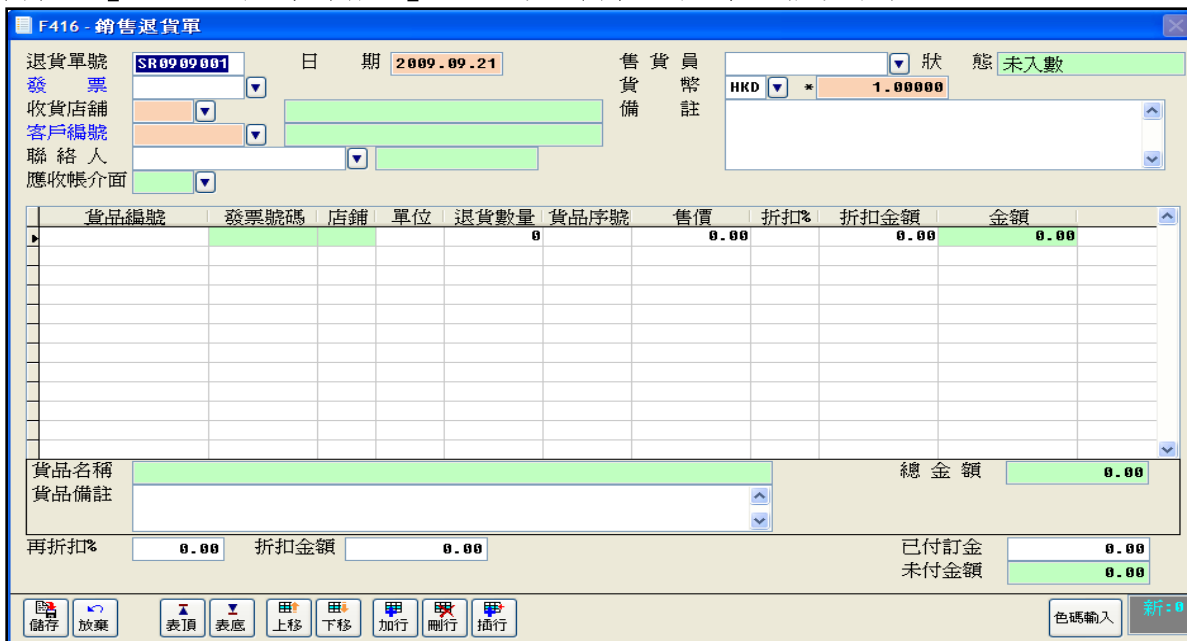 F416 - 銷售退貨單
退貨單號 SR0909001 日 期 2009.09.21 售 貨 員 狀 態 未入數
發 票 貨 幣 HKD * 1.00000
收貨店舖 備 註
客戶編號
聯 絡 人
應收帳介面
貨品編號 發票號碼 店鋪 單位 退貨數量 貨品序號 售價 折扣% 折扣金額 金額
0 0.00 0.00 0.00
貨品名稱 總 金 額 0.00
貨品備註
再折扣% 0.00 折扣金額 0.00 已付訂金 0.00
未付金額 0.00
儲存 放棄 表頂 表底 上移 下移 加行 刪行 插行 色碼輸入 新:0